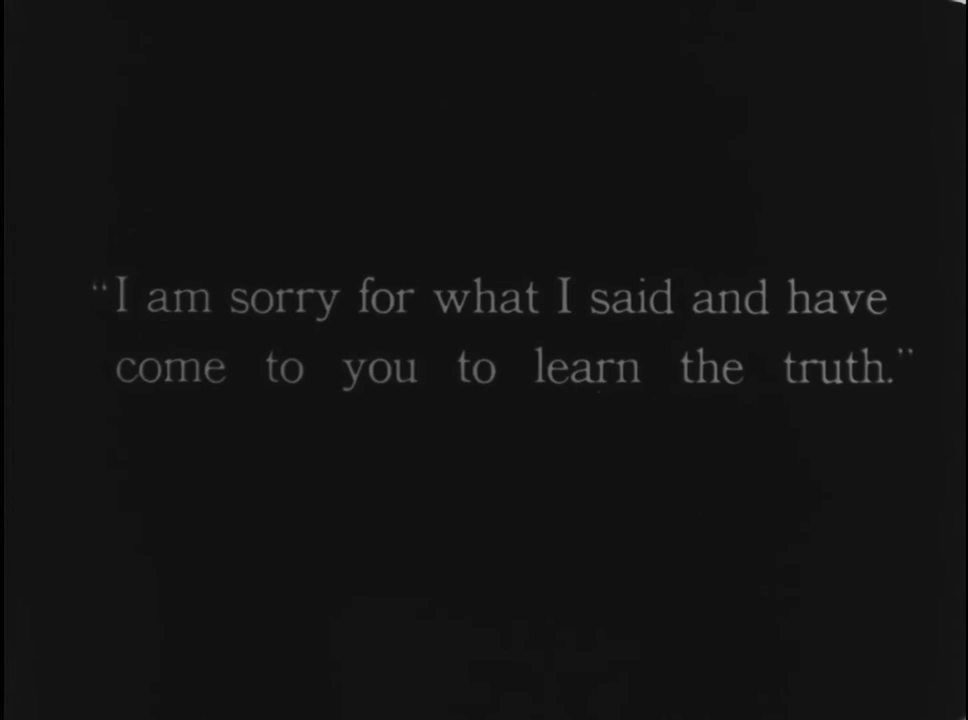 “I am sorry for what I said and have
come to you to learn the truth.”